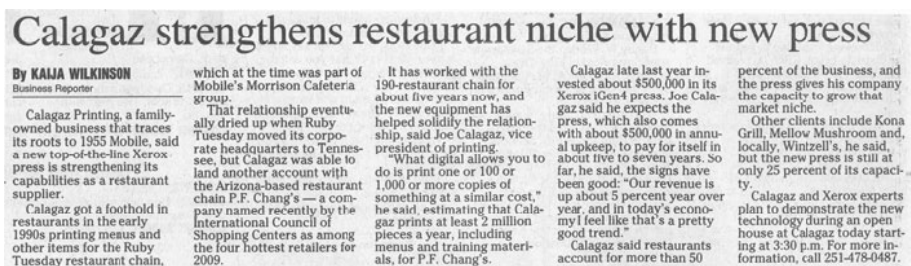 Calagaz strengthens restaurant niche with new press
By KAIJA WILKINSON
Business Reporter
Calagaz Printing, a family-
owned business that traces
its roots to 1955 Mobile, said
a new top-of-the-line Xerox
press is strengthening its
capabilities as a restaurant
supplier.
Calagaz got a foothold in
restaurants in the early
1990s printing menus and
other items for the Ruby
Tuesday restaurant chain,
which at the time was part of
Mobile's Morrison Cafeteria
group.
That relationship eventu-
ally dried up when Ruby
Tuesday moved its corpo-
rate headquarters to Tennes-
see, but Calagaz was able to
land another account with
the Arizona-based restaurant
chain P.F. Chang's — a com-
pany named recently by the
International Council of
Shopping Centers as among
the four hottest retailers for
2009.
It has worked with the
190-restaurant chain for
about five years now, and
the new equipment has
helped solidify the relation-
ship, said Joe Calagaz, vice
president of printing.
"What digital allows you to
do is print one or 100 or
1,000 or more copies of
something at a similar cost,"
he said, estimating that Cala-
gaz prints at least 2 million
pieces a year, including
menus and training materi-
als, for P.F. Chang's.
Calagaz late last year in-
vested about $500,000 in its
Xerox iGen4 press. Joe Cala-
gaz said he expects the
press, which also comes
with about $500,000 in annu-
al upkeep, to pay for itself in
about five to seven years. So
far, he said, the signs have
been good: "Our revenue is
up about 5 percent year over
year, and in today's econo-
my I feel like that's a pretty
good trend."
Calagaz said restaurants
account for more than 50
percent of the business, and
the press gives his company
the capacity to grow that
market niche.
Other clients include Kona
Grill, Mellow Mushroom and,
locally, Wintzell's, he said,
but the new press is still at
only 25 percent of its capaci-
ty.
Calagaz and Xerox experts
plan to demonstrate the new
technology during an open
house at Calagaz today start-
ing at 3:30 p.m. For more in-
formation, call 251-478-0487.